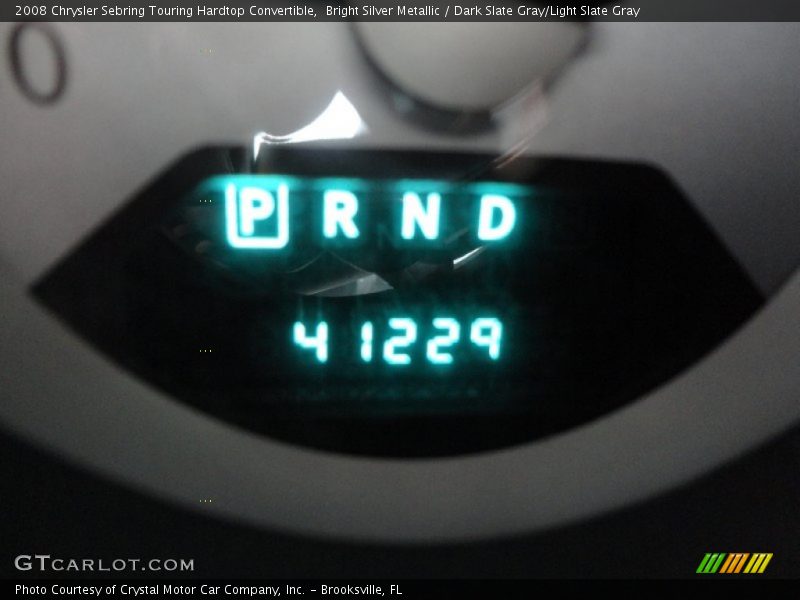 2008 Chrysler Sebring Touring Hardtop Convertible,  Bright Silver Metallic / Dark Slate Gray/Light Slate Gray
0
P R N D
41229
GTCARLOT.COM
Photo Courtesy of Crystal Motor Car Company, Inc. - Brooksville, FL